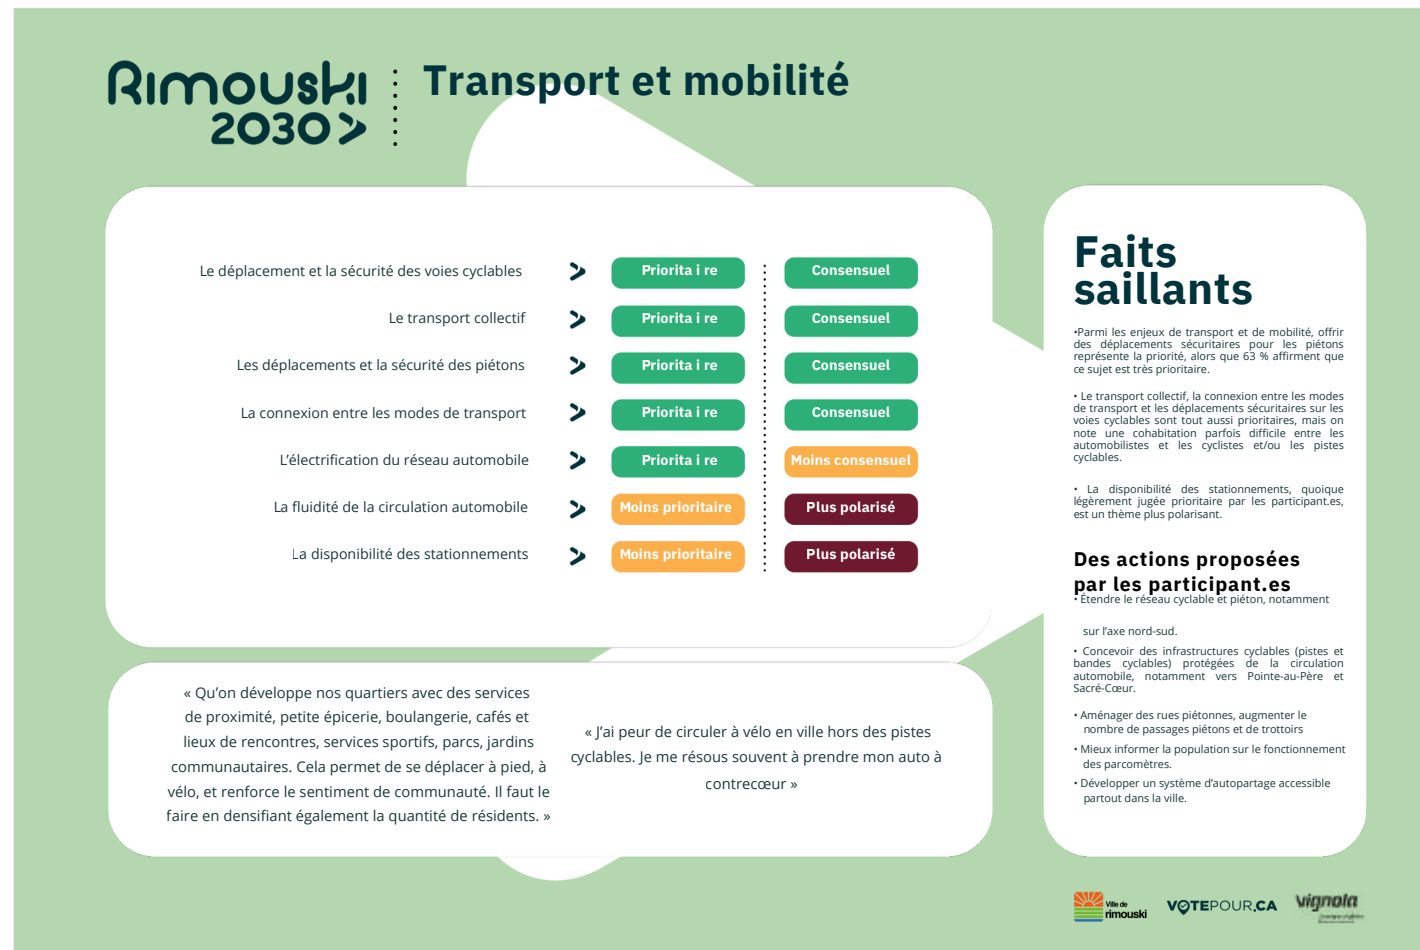 Rimouski
2030
Transport et mobilité
Le déplacement et la sécurité des voies cyclables
Priorita i re
Consensuel
Le transport collectif
Priorita i re
Consensuel
Les déplacements et la sécurité des piétons
Priorita i re
Consensuel
La connexion entre les modes de transport
Priorita i re
Consensuel
L'électrification du réseau automobile
Priorita i re
Moins consensuel
La fluidité de la circulation automobile
Moins prioritaire
Plus polarisé
La disponibilité des stationnements
Moins prioritaire
Plus polarisé
« Qu'on développe nos quartiers avec des services
de proximité, petite épicerie, boulangerie, cafés et
lieux de rencontres, services sportifs, parcs, jardins
communautaires. Cela permet de se déplacer à pied, à
vélo, et renforce le sentiment de communauté. Il faut le
faire en densifiant également la quantité de résidents. »
« J'ai peur de circuler à vélo en ville hors des pistes
cyclables. Je me résous souvent à prendre mon auto à
contrecœur »
Faits
saillants
•Parmi les enjeux de transport et de mobilité, offrir
des déplacements sécuritaires pour les piétons
représente la priorité, alors que 63 % affirment que
ce sujet est très prioritaire.
• Le transport collectif, la connexion entre les modes
de transport et les déplacements sécuritaires sur les
voies cyclables sont tout aussi prioritaires, mais on
note une cohabitation parfois difficile entre les
automobilistes et les cyclistes et/ou les pistes
cyclables.
• La disponibilité des stationnements, quoique
légèrement jugée prioritaire par les participant.es,
est un thème plus polarisant.
Des actions proposées
par les participant.es
• Étendre le réseau cyclable et piéton, notamment
sur l'axe nord-sud.
• Concevoir des infrastructures cyclables (pistes et
bandes cyclables) protégées de la circulation
automobile, notamment vers Pointe-au-Père et
Sacré-Cœur.
• Aménager des rues piétonnes, augmenter le
nombre de passages piétons et de trottoirs
• Mieux informer la population sur le fonctionnement
des parcomètres.
• Développer un système d'autopartage accessible
partout dans la ville.
Ville de
rimouski
VOTEPOUR.CA
vignola